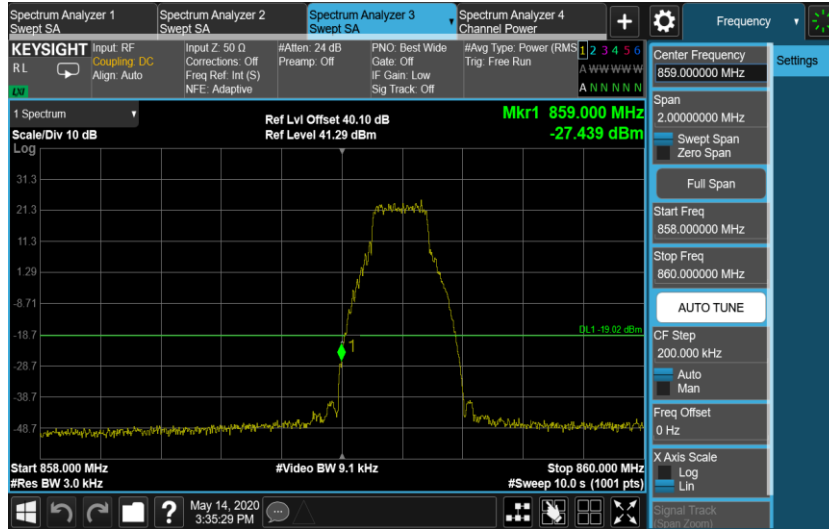 Spectrum Analyzer 1
Swept SA
Spectrum Analyzer 2
Swept SA
Spectrum Analyzer 3
Swept SA
Spectrum Analyzer 4
Channel Power
Frequency
KEYSIGHT
RL
LXI
Input: RF
Coupling: DC
Align: Auto
Input Z: 50 Ω
Corrections: Off
Freq Ref: Int (S)
NFE: Adaptive
#Atten: 24 dB
Preamp: Off
PNO: Best Wide
Gate: Off
IF Gain: Low
Sig Track: Off
#Avg Type: Power (RMS
Trig: Free Run
1 2 3 4 5 6
A W W W W W
A N N N N N
1 Spectrum
Scale/Div 10 dB
Log
Ref Lvl Offset 40.10 dB
Ref Level 41.29 dBm
Mkr1 859.000 MHz
-27.439 dBm
31.3
21.3
11.3
1.29
-8.71
-18.7
-28.7
-38.7
-48.7
DL1 -19.02 dBm
1
Start 858.000 MHz
#Res BW 3.0 kHz
#Video BW 9.1 kHz
Stop 860.000 MHz
#Sweep 10.0 s (1001 pts)
Center Frequency
859.000000 MHz
Settings
Span
2.00000000 MHz
Swept Span
Zero Span
Full Span
Start Freq
858.000000 MHz
Stop Freq
860.000000 MHz
AUTO TUNE
CF Step
200.000 kHz
Auto
Man
Freq Offset
0 Hz
X Axis Scale
Log
Lin
Signal Track
(Span Zoom)
?
May 14, 2020
3:35:29 PM